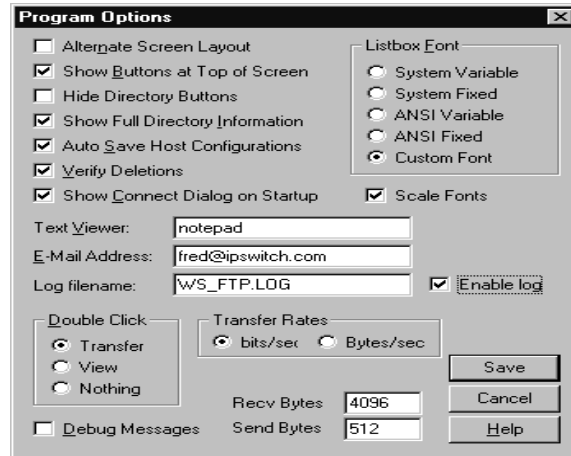 Program Options
Alternate Screen Layout
Show Buttons at Top of Screen
Hide Directory Buttons
Show Full Directory Information
Auto Save Host Configurations
Verify Deletions
Show Connect Dialog on Startup
Listbox Font
System Variable
System Fixed
ANSI Variable
ANSI Fixed
Custom Font
Scale Fonts
Text Viewer: notepad
E-Mail Address: fred@ipswitch.com
Log filename: WS_FTP.LOG
Enable log
Double Click
Transfer
View
Nothing
Transfer Rates
bits/sec Bytes/sec
Recv Bytes 4096
Send Bytes 512
Debug Messages
Save
Cancel
Help